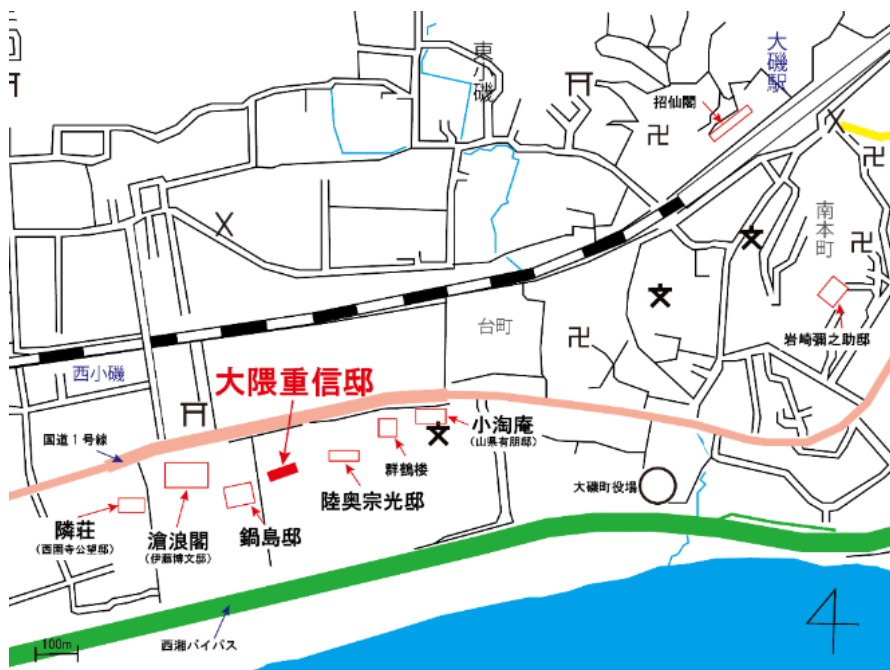 東小磯
大磯駅
招仙閣
南本町
岩崎彌之助邸
台町
西小磯
大隈重信邸
国道1号線
小淘庵
(山県有朋邸)
群鶴楼
陸奥宗光邸
大磯町役場
鍋島邸
滄浪閣
(伊藤博文邸)
隣荘
(西園寺公望邸)
西湘バイパス
100m